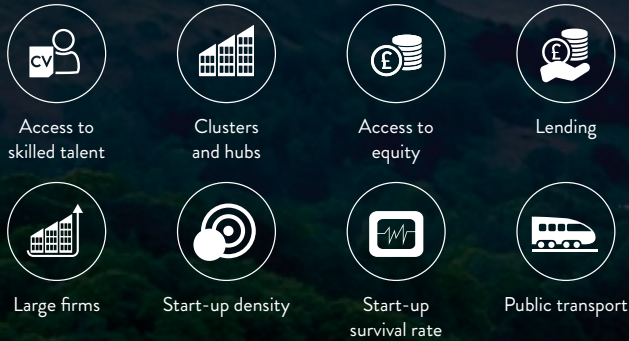 CV
£
£
Access to
skilled talent
Clusters
and hubs
Access to
equity
Lending
Large firms
Start-up density
Start-up
survival rate
Public transport